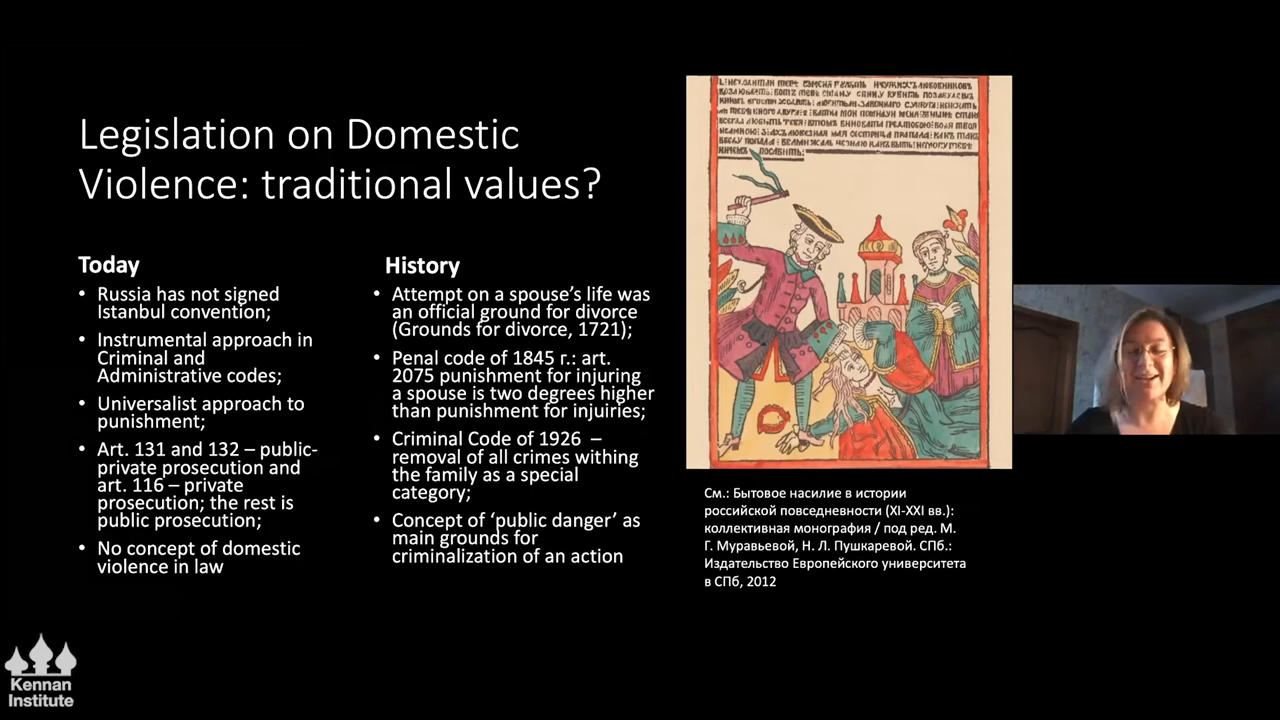 Legislation on Domestic
Violence: traditional values?
Today
• Russia has not signed
Istanbul convention;
• Instrumental approach in
Criminal and
Administrative codes;
• Universalist approach to
punishment;
• Art. 131 and 132 – public-
private prosecution and
art. 116 – private
prosecution; the rest is
public prosecution;
• No concept of domestic
violence in law
History
• Attempt on a spouse’s life was
an official ground for divorce
(Grounds for divorce, 1721);
• Penal code of 1845 г.: art.
2075 punishment for injuring
a spouse is two degrees higher
than punishment for injuiries;
• Criminal Code of 1926 –
removal of all crimes withing
the family as a special
category;
• Concept of ‘public danger’ as
main grounds for
criminalization of an action
См.: Бытовое насилие в истории
российской повседневности (XI-XXI вв.):
коллективная монография / под ред. М.
Г. Муравьевой, Н. Л. Пушкаревой. СПб.:
Издательство Европейского университета
в СПб, 2012
Kennan
Institute